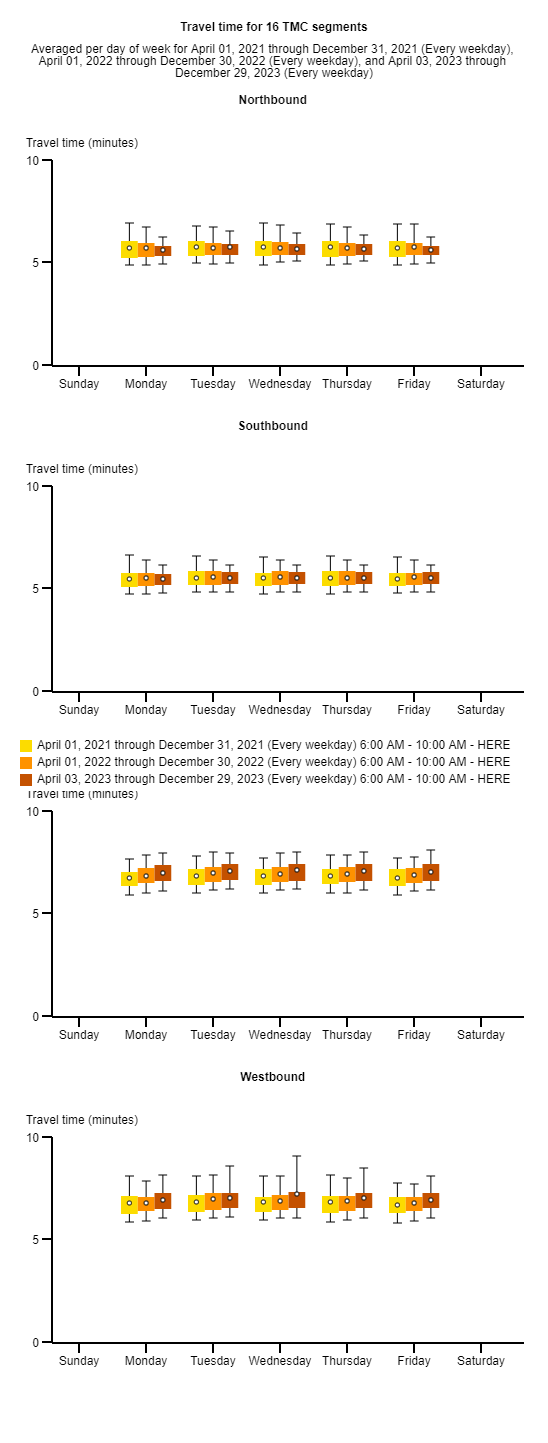 Travel time for 16 TMC segments
Averaged per day of week for April 01, 2021 through December 31, 2021 (Every weekday),
April 01, 2022 through December 30, 2022 (Every weekday), and April 03, 2023 through
December 29, 2023 (Every weekday)
Northbound
Travel time (minutes)
10
5
0
Sunday Monday Tuesday Wednesday Thursday Friday Saturday
Southbound
Travel time (minutes)
10
5
0
Sunday Monday Tuesday Wednesday Thursday Friday Saturday
April 01, 2021 through December 31, 2021 (Every weekday) 6:00 AM - 10:00 AM - HERE
April 01, 2022 through December 30, 2022 (Every weekday) 6:00 AM - 10:00 AM - HERE
April 03, 2023 through December 29, 2023 (Every weekday) 6:00 AM - 10:00 AM - HERE
Travel time (minutes)
10
5
0
Sunday Monday Tuesday Wednesday Thursday Friday Saturday
Westbound
Travel time (minutes)
10
5
0
Sunday Monday Tuesday Wednesday Thursday Friday Saturday